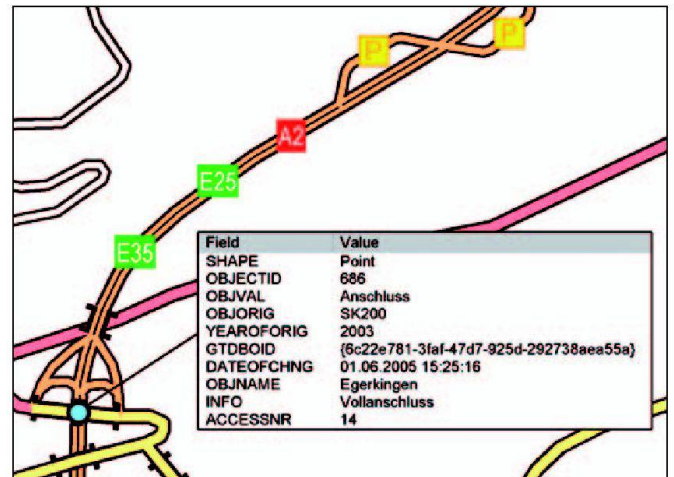 P
P
A2
E25
E35
Field Value
SHAPE Point
OBJECTID 686
OBJVAL Anschluss
OBJORIG SK200
YEAROFORIG 2003
GTDBOID {6c22e781-3faf-47d7-925d-292738aea55a}
DATEOFCHNG 01.06.2005 15:25:16
OBJNAME Egerkingen
INFO Vollanschluss
ACCESSNR 14